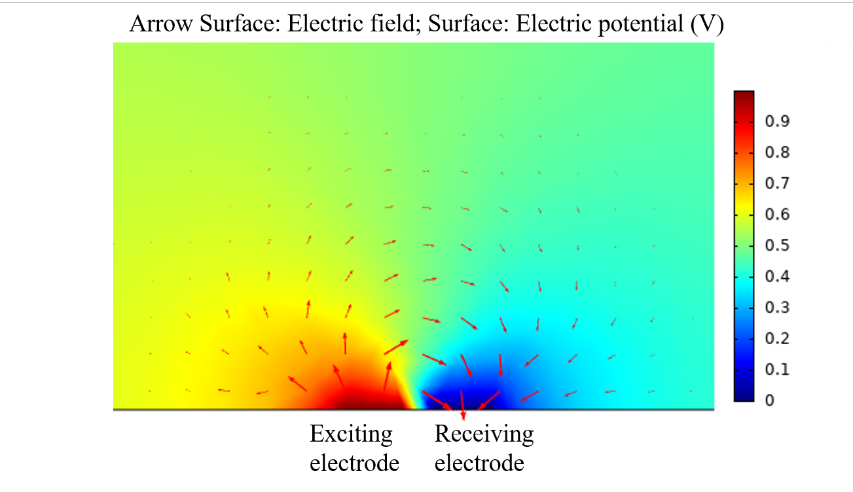 Arrow Surface: Electric field; Surface: Electric potential (V)
0.9
0.8
0.7
0.6
0.5
0.4
0.3
0.2
0.1
0
Exciting
electrode
Receiving
electrode